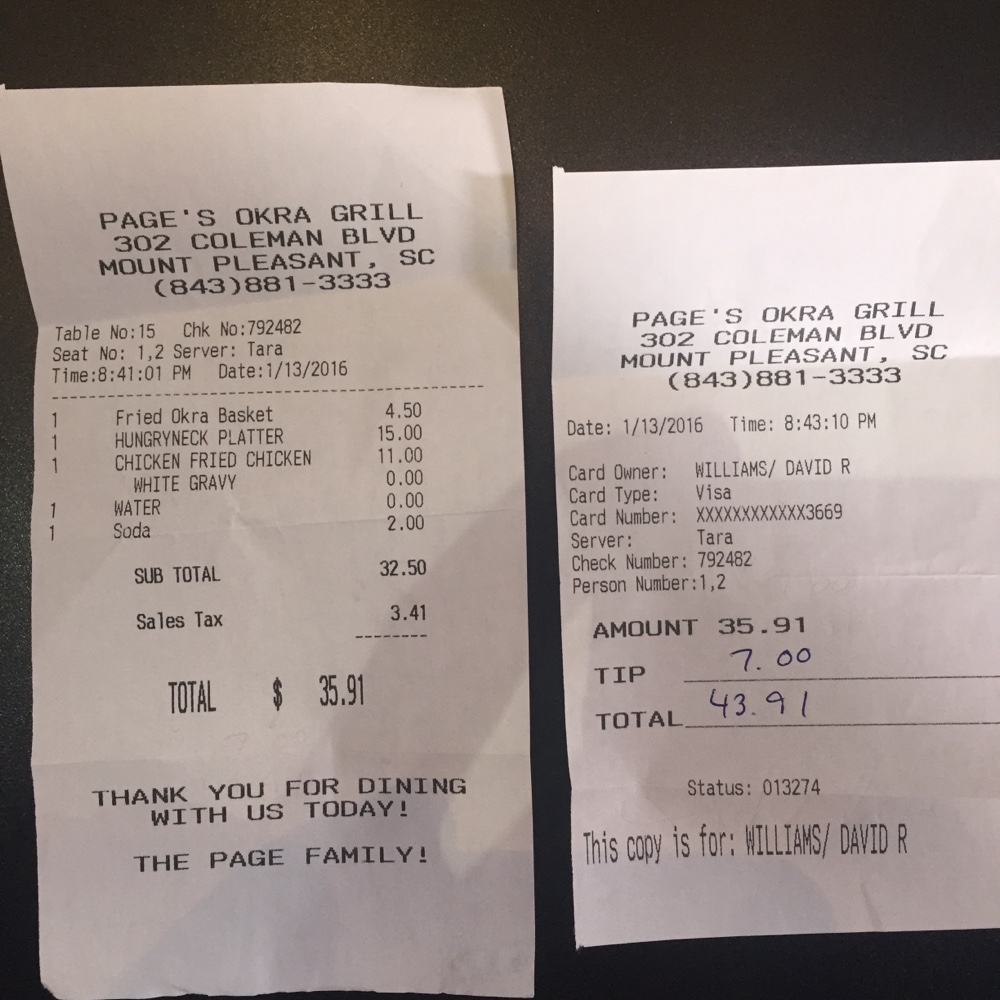 PAGE'S OKRA GRILL
302 COLEMAN BLVD
MOUNT PLEASANT, SC
(843)881-3333
Table No:15 Chk No:792482
Seat No: 1,2 Server: Tara
Time:8:41:01 PM Date:1/13/2016
1 Fried Okra Basket 4.50
1 HUNGRYNECK PLATTER 15.00
1 CHICKEN FRIED CHICKEN 11.00
WHITE GRAVY 0.00
1 WATER 0.00
1 Soda 2.00
SUB TOTAL 32.50
Sales Tax 3.41
TOTAL $ 35.91
THANK YOU FOR DINING
WITH US TODAY!
THE PAGE FAMILY!
PAGE'S OKRA GRILL
302 COLEMAN BLVD
MOUNT PLEASANT, SC
(843)881-3333
Date: 1/13/2016 Time: 8:43:10 PM
Card Owner: WILLIAMS/ DAVID R
Card Type: Visa
Card Number: XXXXXXXXXXXX3669
Server: Tara
Check Number: 792482
Person Number:1,2
AMOUNT 35.91
TIP 7.00
TOTAL 43.91
Status: 013274
This copy is for: WILLIAMS/ DAVID R